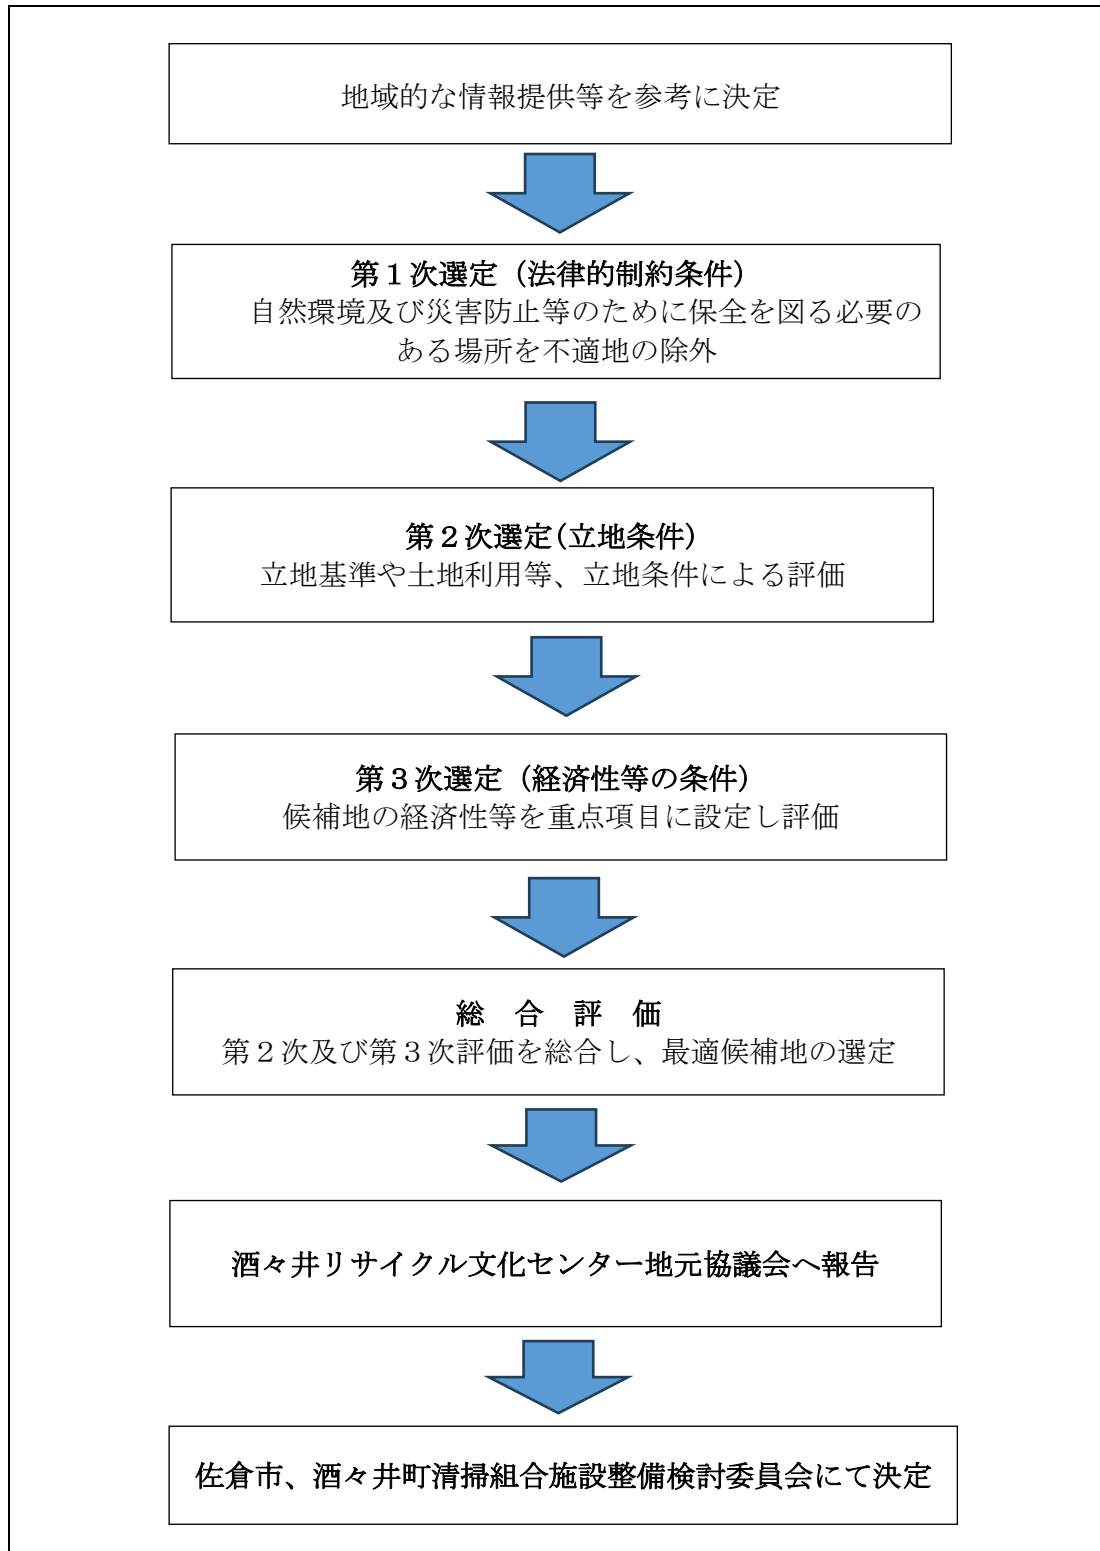 地域的な情報提供等を参考に決定
第１次選定（法律的制約条件）
自然環境及び災害防止等のために保全を図る必要の
ある場所を不適地の除外
第２次選定(立地条件)
立地基準や土地利用等、立地条件による評価
第３次選定（経済性等の条件）
候補地の経済性等を重点項目に設定し評価
総　合　評　価
第２次及び第３次評価を総合し、最適候補地の選定
酒々井リサイクル文化センター地元協議会へ報告
佐倉市、酒々井町清掃組合施設整備検討委員会にて決定